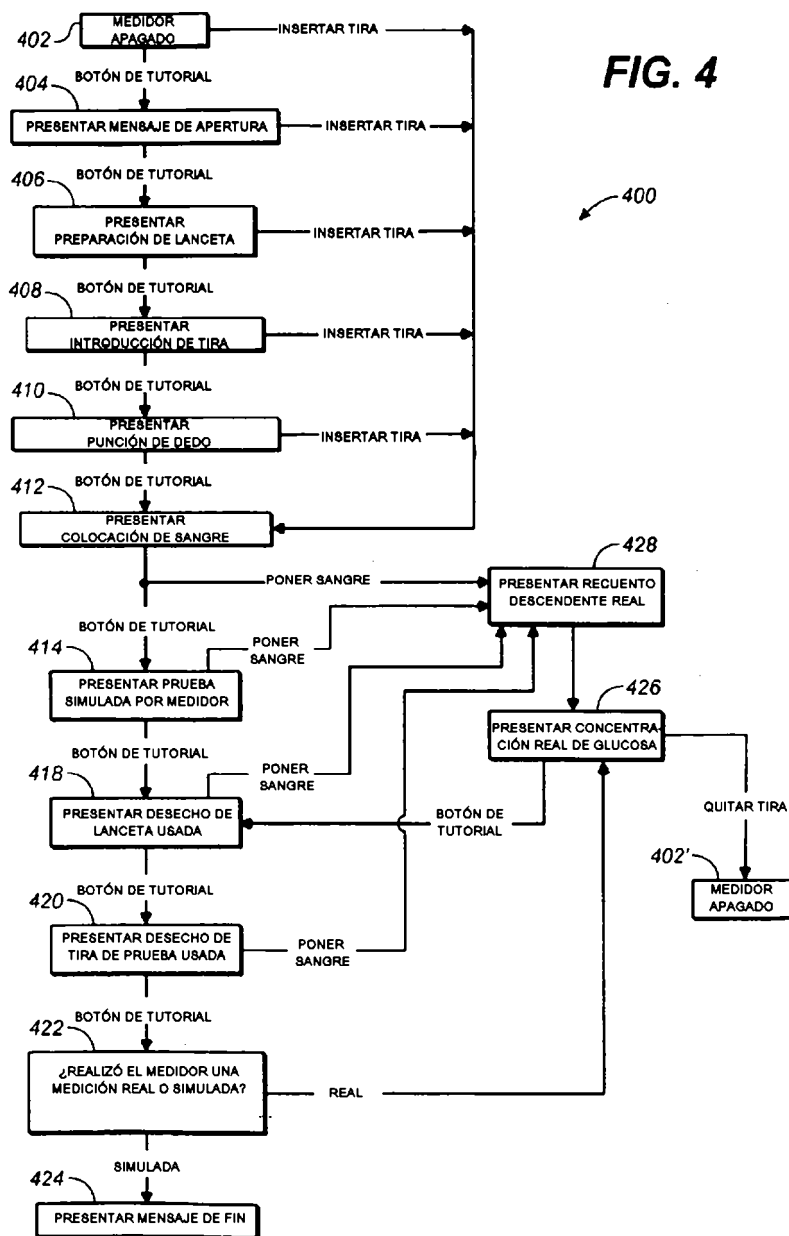 FIG. 4
400
402
MEDIDOR
APAGADO
INSERTAR TIRA
BOTÓN DE TUTORIAL
404
PRESENTAR MENSAJE DE APERTURA
INSERTAR TIRA
BOTÓN DE TUTORIAL
406
PRESENTAR
PREPARACIÓN DE LANCETA
INSERTAR TIRA
BOTÓN DE TUTORIAL
408
PRESENTAR
INTRODUCCIÓN DE TIRA
INSERTAR TIRA
BOTÓN DE TUTORIAL
410
PRESENTAR
PUNCIÓN DE DEDO
INSERTAR TIRA
BOTÓN DE TUTORIAL
412
PRESENTAR
COLOCACIÓN DE SANGRE
PONER SANGRE
428
PRESENTAR RECUENTO
DESCENDENTE REAL
BOTÓN DE TUTORIAL
414
PONER
SANGRE
PRESENTAR PRUEBA
SIMULADA POR MEDIDOR
426
PRESENTAR CONCENTRA-
CIÓN REAL DE GLUCOSA
BOTÓN DE TUTORIAL
418
PONER
SANGRE
PRESENTAR DESECHO DE
LANCETA USADA
BOTÓN DE
TUTORIAL
QUITAR TIRA
402'
MEDIDOR
APAGADO
BOTÓN DE TUTORIAL
420
PRESENTAR DESECHO DE
TIRA DE PRUEBA USADA
PONER
SANGRE
BOTÓN DE TUTORIAL
422
¿REALIZÓ EL MEDIDOR UNA
MEDICIÓN REAL O SIMULADA?
REAL
SIMULADA
424
PRESENTAR MENSAJE DE FIN